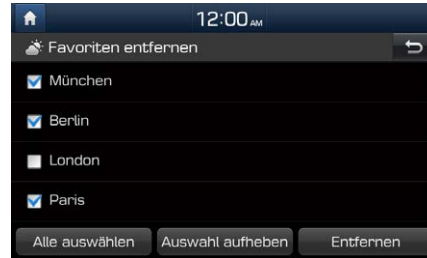 12:00 AM
Favoriten entfernen
München
Berlin
London
Paris
Alle auswählen Auswahl aufheben Entfernen